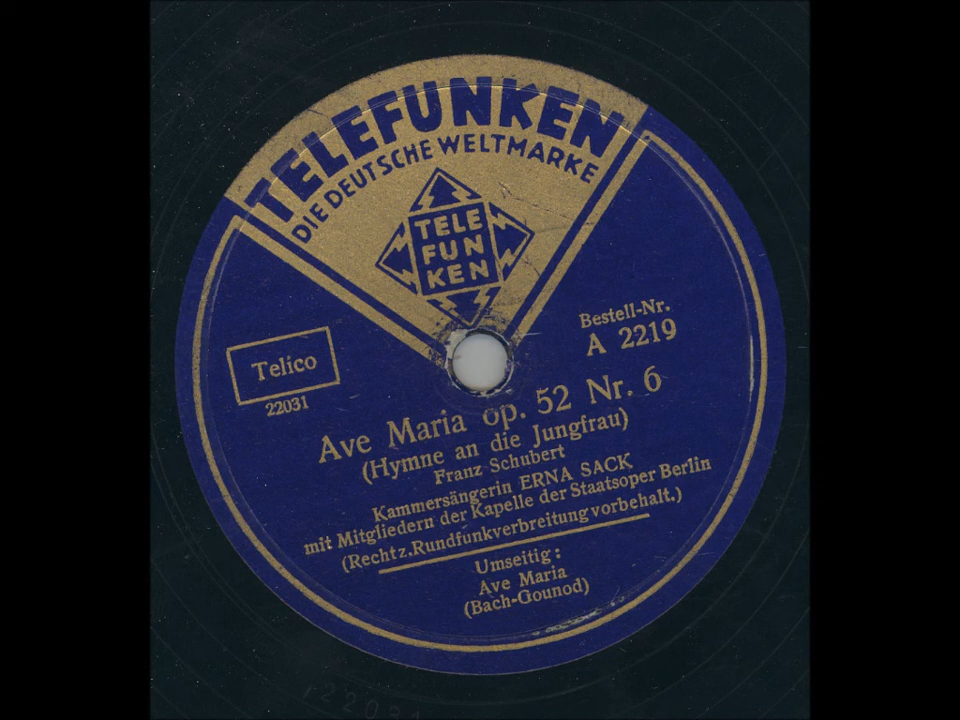 TELEFUNKEN
DIE DEUTSCHE WELTMARKE
TELE
FUN
KEN
Bestell-Nr.
A 2219
Telico
22031
Ave Maria op. 52 Nr. 6
(Hymne an die Jungfrau)
Franz Schubert
Kammersängerin ERNA SACK
mit Mitgliedern der Kapelle der Staatsoper Berlin
(Recht z. Rundfunkverbreitung vorbehalt.)
Umseitig:
Ave Maria
(Bach-Gounod)